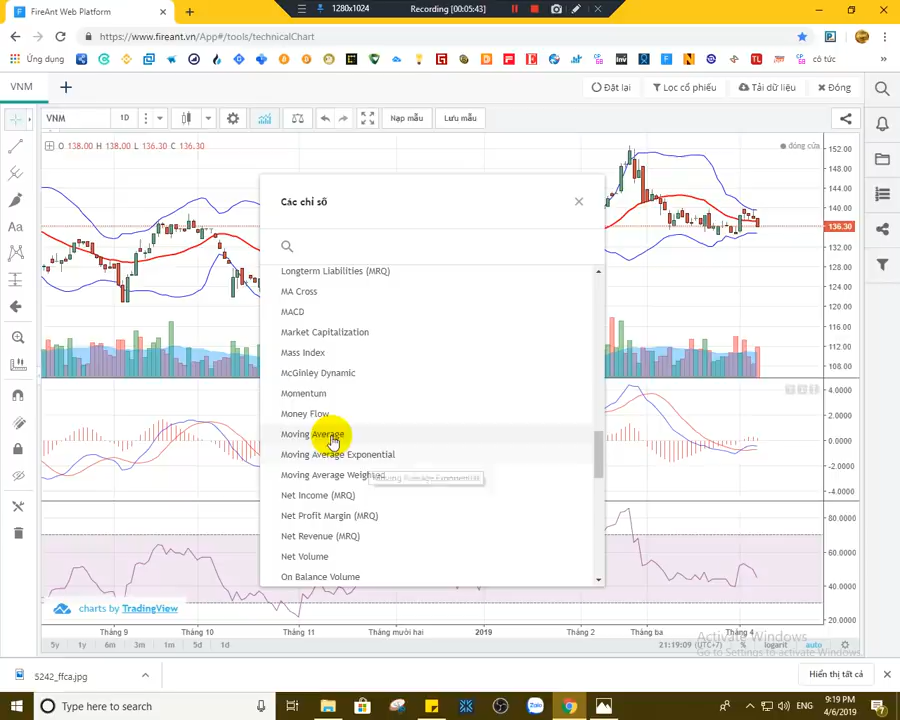 FireAnt Web Platform
1280x1024
Recording [00:05:43]
https://www.fireant.vn/App#/tools/technicalChart
Ứng dụng
cổ tức
VNM
Đặt lại
Lọc cổ phiếu
Tải dữ liệu
Đóng
VNM
1D
Nạp mẫu
Lưu mẫu
O 138.00 H 138.00 L 136.30 C 136.30
đóng cửa
152.00
148.00
144.00
140.00
136.30
132.00
128.00
124.00
120.00
116.00
112.00
108.00
4.0000
2.0000
0.0000
-2.0000
-4.0000
80.0000
60.0000
40.0000
20.0000
Các chỉ số
Longterm Liabilities (MRQ)
MA Cross
MACD
Market Capitalization
Mass Index
McGinley Dynamic
Momentum
Money Flow
Moving Average
Moving Average Exponential
Moving Average Weighted
Moving Average Exponential
Net Income (MRQ)
Net Profit Margin (MRQ)
Net Revenue (MRQ)
Net Volume
On Balance Volume
charts by TradingView
Tháng 9
Tháng 10
Tháng 11
Tháng mười hai
2019
Tháng 2
Tháng ba
Tháng 4
5y 1y 6m 3m 1m 5d 1d
21:19:09 (UTC+7) % logarit auto
Activate Windows
Go to Settings to activate Windows.
5242_ffca.jpg
Hiển thị tất cả
Type here to search
Zalo
ENG
9:19 PM
4/6/2019